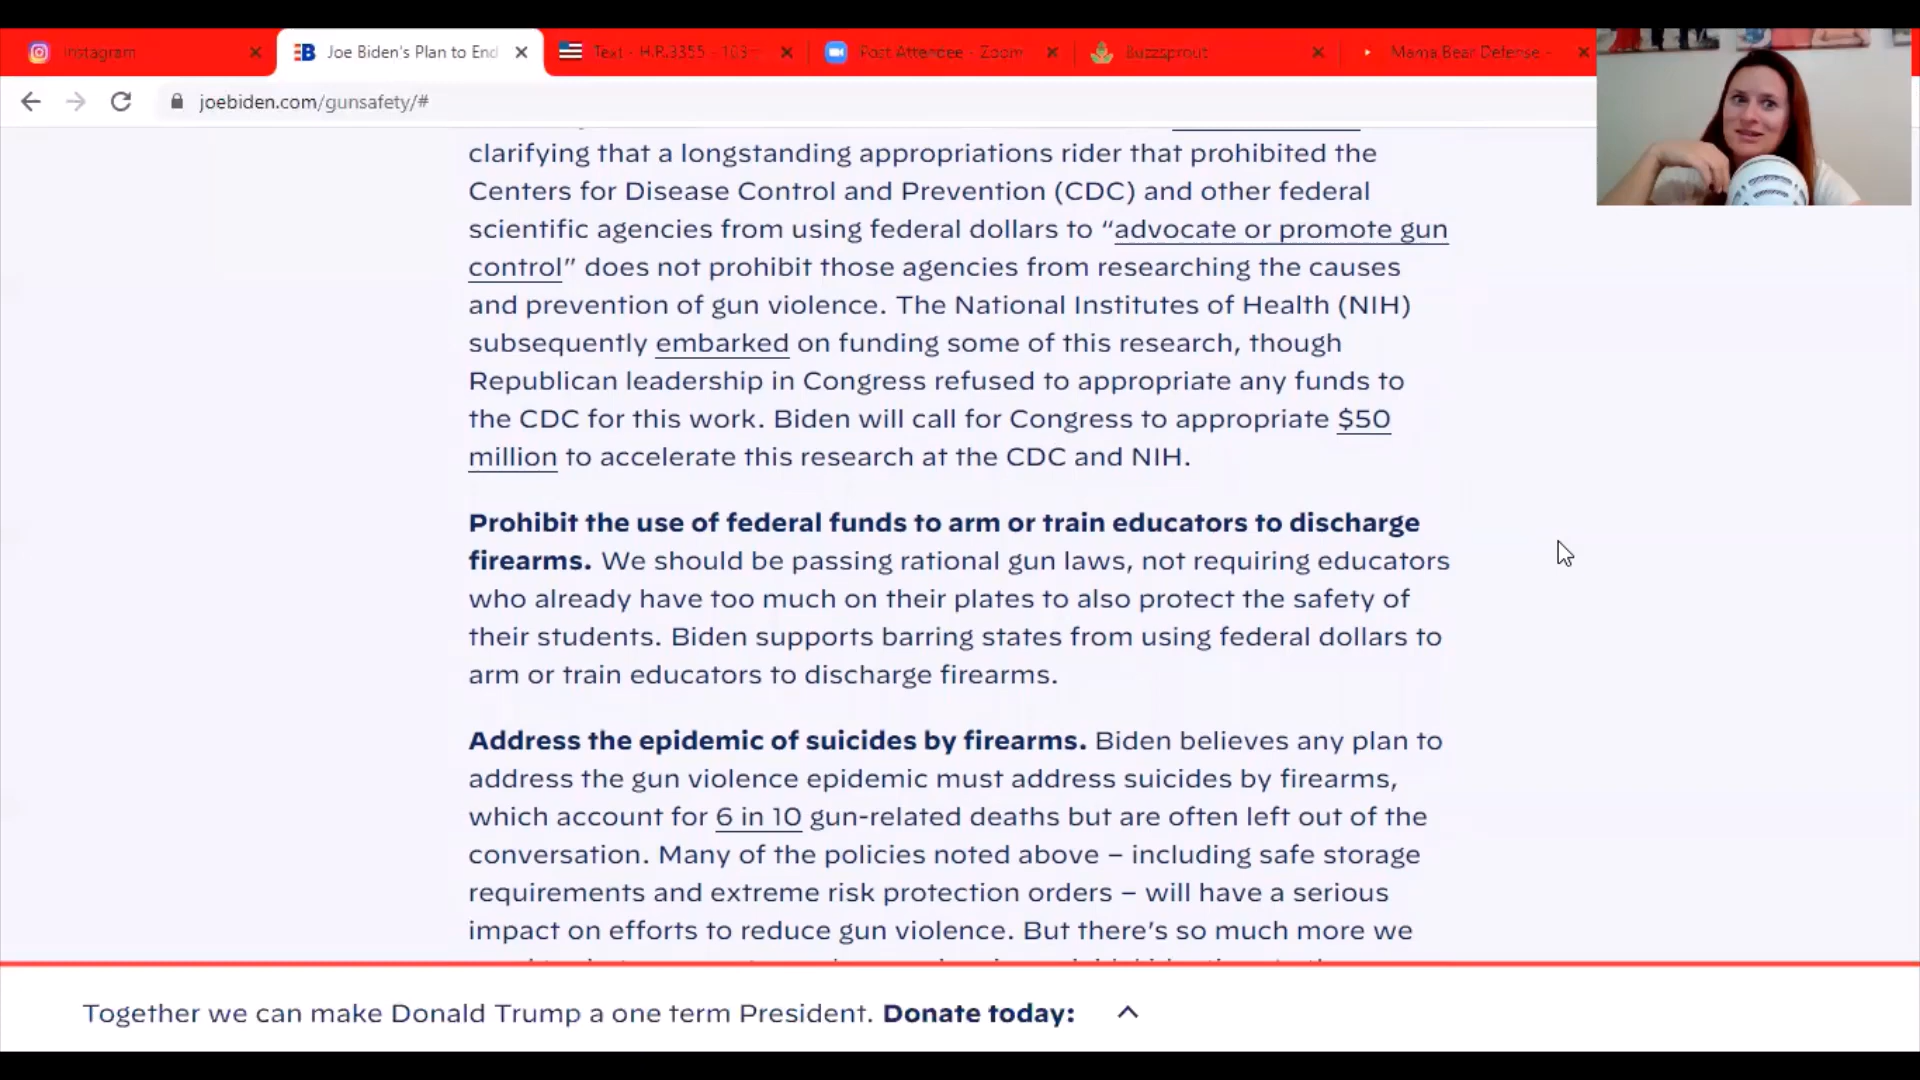 Instagram
Joe Biden's Plan to End
Text - H.R.3355 - 103
Post Attendee - Zoom
Buzzsprout
Mama Bear Defense -
joebiden.com/gunsafety/#
clarifying that a longstanding appropriations rider that prohibited the
Centers for Disease Control and Prevention (CDC) and other federal
scientific agencies from using federal dollars to “advocate or promote gun
control” does not prohibit those agencies from researching the causes
and prevention of gun violence. The National Institutes of Health (NIH)
subsequently embarked on funding some of this research, though
Republican leadership in Congress refused to appropriate any funds to
the CDC for this work. Biden will call for Congress to appropriate $50
million to accelerate this research at the CDC and NIH.
Prohibit the use of federal funds to arm or train educators to discharge
firearms. We should be passing rational gun laws, not requiring educators
who already have too much on their plates to also protect the safety of
their students. Biden supports barring states from using federal dollars to
arm or train educators to discharge firearms.
Address the epidemic of suicides by firearms. Biden believes any plan to
address the gun violence epidemic must address suicides by firearms,
which account for 6 in 10 gun-related deaths but are often left out of the
conversation. Many of the policies noted above – including safe storage
requirements and extreme risk protection orders – will have a serious
impact on efforts to reduce gun violence. But there’s so much more we
Together we can make Donald Trump a one term President. Donate today: